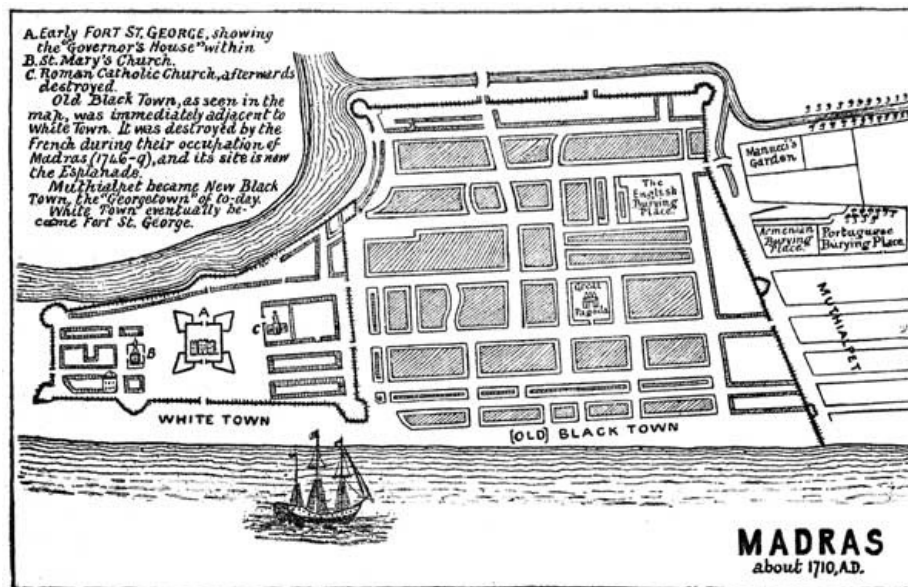 A. Early FORT ST. GEORGE, showing
the "Governor's House" within
B. St. Mary's Church.
C. Roman Catholic Church, afterwards
destroyed.
Old Black Town, as seen in the
map, was immediately adjacent to
White Town. It was destroyed by the
French during their occupation of
Madras (1746-9), and its site is now
the Esplanade.
Muthialpet became New Black
Town, the "Georgetown" of to-day.
"White Town" eventually be-
came Fort St. George.
Manucci's
Garden
The
English
Burying
Place.
Armenian
Burying
Place.
Portuguese
Burying Place.
A
C
B
Great
Pagoda
MUTHIALPET
WHITE TOWN
(OLD) BLACK TOWN
MADRAS
about 1710, A.D.